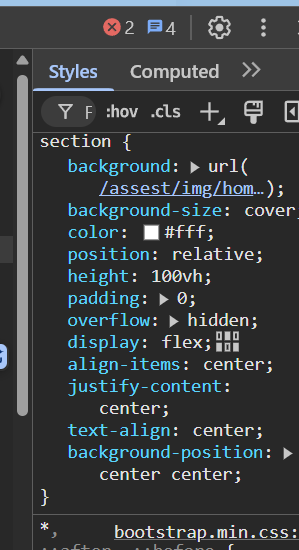 2 4
Styles Computed
F :hov .cls
section {
background: url(
/assest/img/hom…);
background-size: cover;
color: #fff;
position: relative;
height: 100vh;
padding: 0;
overflow: hidden;
display: flex;
align-items: center;
justify-content:
center;
text-align: center;
background-position:
center center;
}
*, bootstrap.min.css:
::after, ::before {